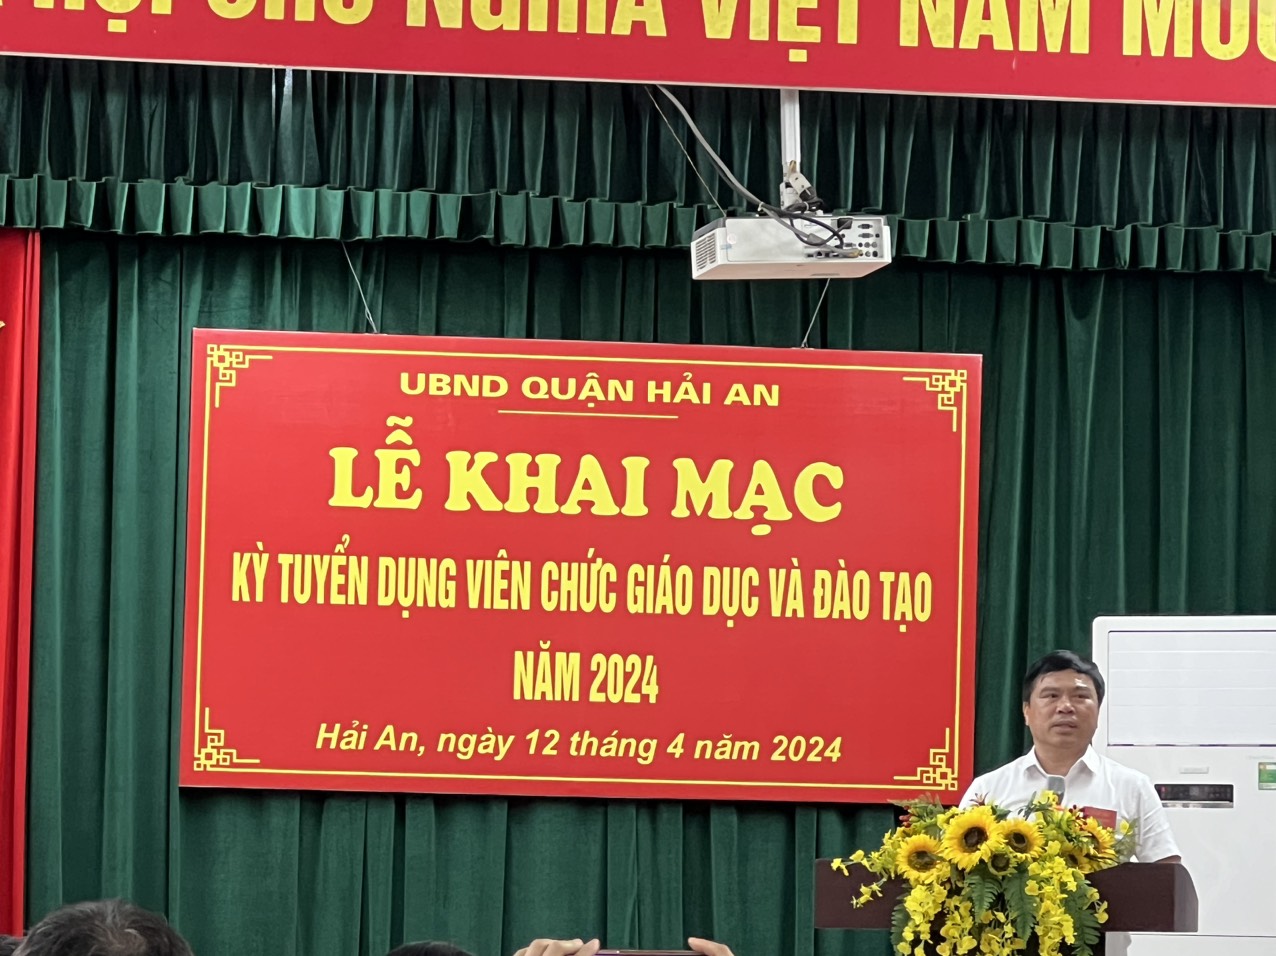 HỘI CHỦ NGHĨA VIỆT NAM
UBND QUẬN HẢI AN
LỄ KHAI MẠC
KỲ TUYỂN DỤNG VIÊN CHỨC GIÁO DỤC VÀ ĐÀO TẠO
NĂM 2024
Hải An, ngày 12 tháng 4 năm 2024